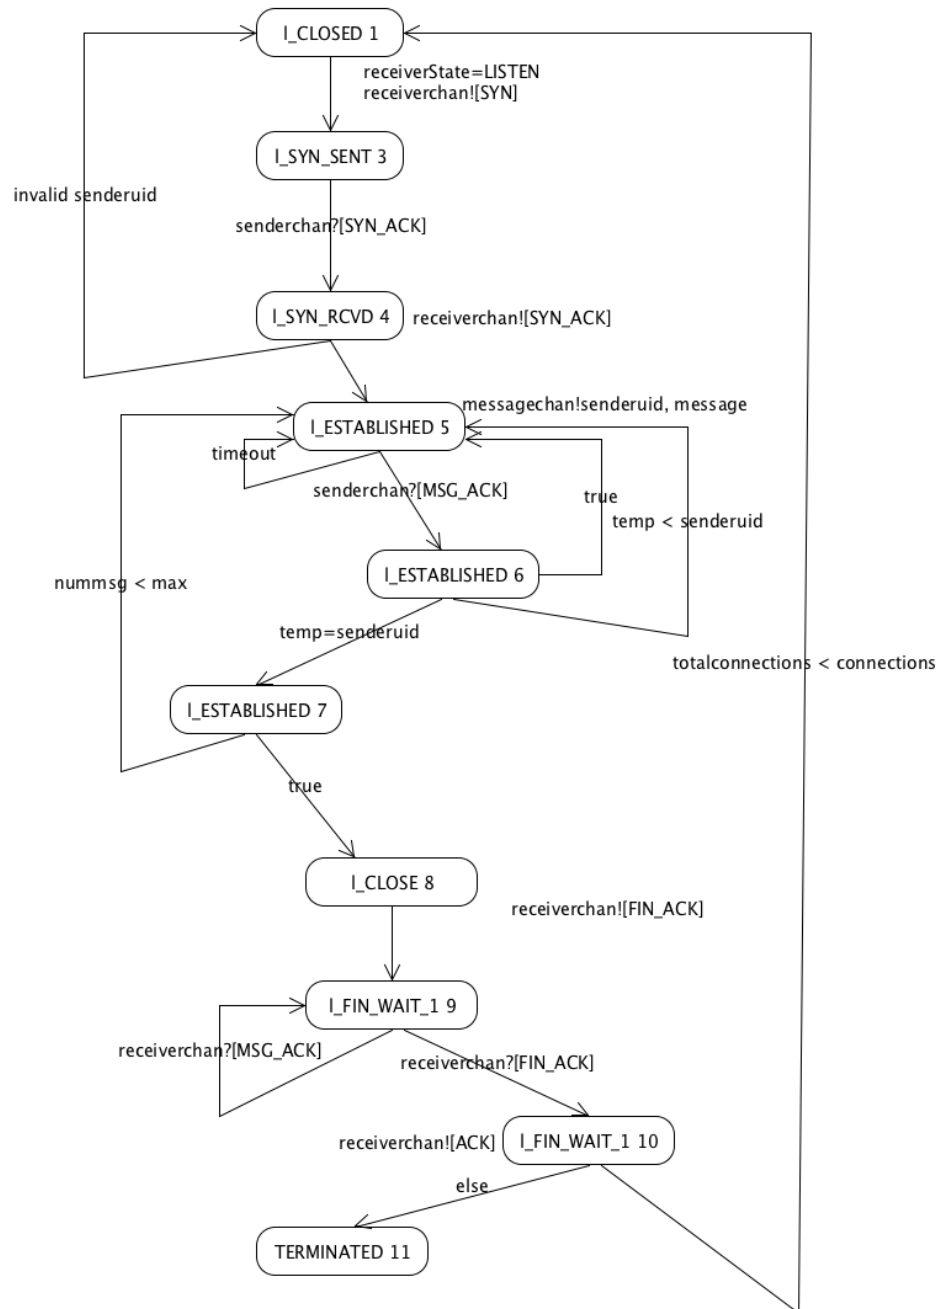 I_CLOSED 1
receiverState=LISTEN
receiverchan![SYN]
I_SYN_SENT 3
invalid senderuid
senderchan?[SYN_ACK]
I_SYN_RCVD 4
receiverchan![SYN_ACK]
messagechan!senderuid, message
I_ESTABLISHED 5
timeout
senderchan?[MSG_ACK]
true
temp < senderuid
I_ESTABLISHED 6
nummsg < max
temp=senderuid
totalconnections < connections
I_ESTABLISHED 7
true
I_CLOSE 8
receiverchan![FIN_ACK]
I_FIN_WAIT_1 9
receiverchan?[MSG_ACK]
receiverchan?[FIN_ACK]
receiverchan![ACK]
I_FIN_WAIT_1 10
else
TERMINATED 11